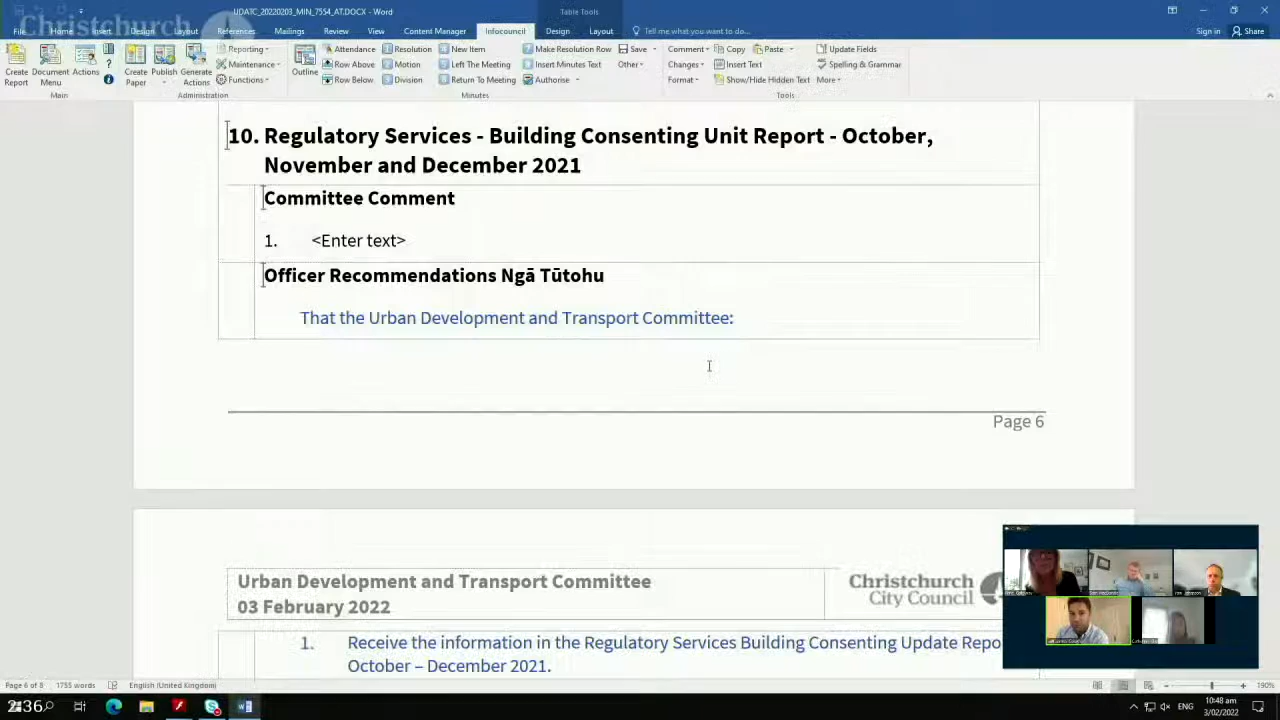 UDATC_20220203_MIN_7554_AT.DOCX - Word
Table Tools
Christchurch
File Home Insert Design Layout References Mailings Review View Content Manager Infocouncil Design Layout Tell me what you want to do... Sign in Share
Create Report
Document Menu
Actions
Main
Create Paper
Publish
Generate Actions
Reporting
Maintenance
Functions
Administration
Outline
Attendance
Row Above
Row Below
Resolution
Motion
Division
New Item
Left The Meeting
Return To Meeting
Make Resolution Row
Insert Minutes Text
Authorise
Save
Other
Minutes
Comment
Changes
Format
Copy
Paste
Insert Text
Show/Hide Hidden Text
Update Fields
Spelling & Grammar
More
Tools
10. Regulatory Services - Building Consenting Unit Report - October,
November and December 2021
Committee Comment
1. <Enter text>
Officer Recommendations Ngā Tūtohu
That the Urban Development and Transport Committee:
Page 6
Urban Development and Transport Committee
03 February 2022
Christchurch
City Council
1. Receive the information in the Regulatory Services Building Consenting Update Repo
October – December 2021.
Page 6 of 8 1755 words English (United Kingdom) 190%
ENG
10:48 am
3/02/2022